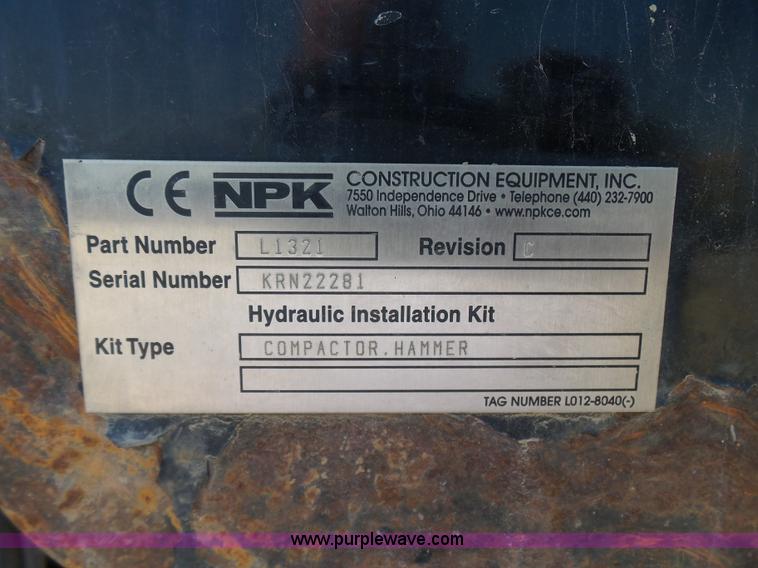 CE NPK CONSTRUCTION EQUIPMENT, INC.
7550 Independence Drive • Telephone (440) 232-7900
Walton Hills, Ohio 44146 • www.npkce.com
Part Number L1321 Revision C
Serial Number KRN22281
Hydraulic Installation Kit
Kit Type COMPACTOR.HAMMER
TAG NUMBER L012-8040(-)
www.purplewave.com